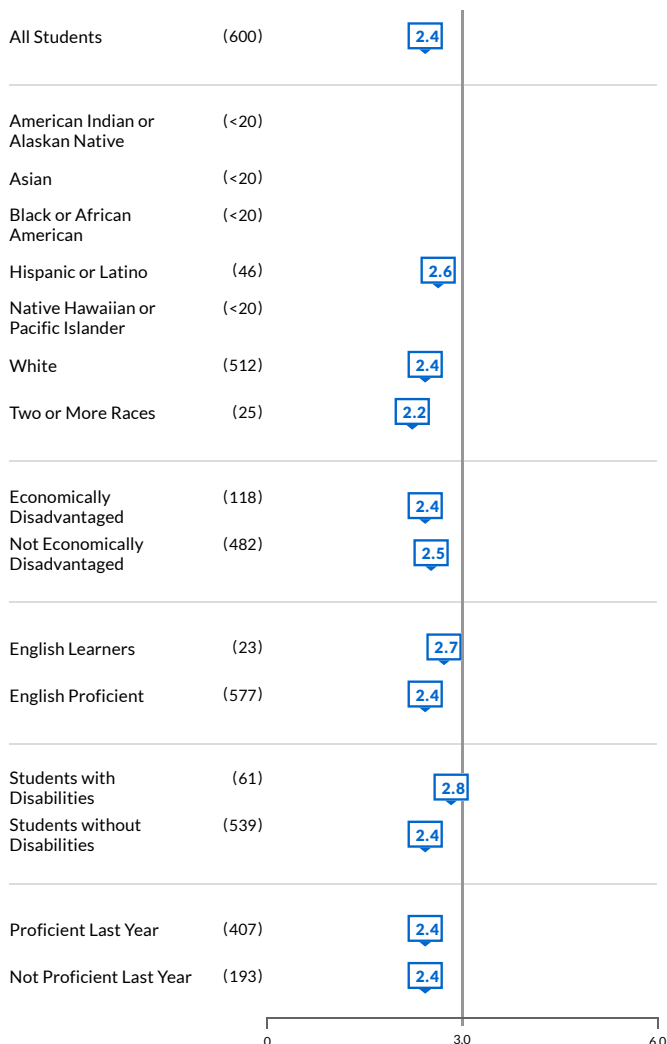 All Students (600) 2.4
American Indian or (<20)
Alaskan Native
Asian (<20)
Black or African (<20)
American
Hispanic or Latino (46) 2.6
Native Hawaiian or (<20)
Pacific Islander
White (512) 2.4
Two or More Races (25) 2.2
Economically (118) 2.4
Disadvantaged
Not Economically (482) 2.5
Disadvantaged
English Learners (23) 2.7
English Proficient (577) 2.4
Students with (61) 2.8
Disabilities
Students without (539) 2.4
Disabilities
Proficient Last Year (407) 2.4
Not Proficient Last Year (193) 2.4
0 3.0 6.0